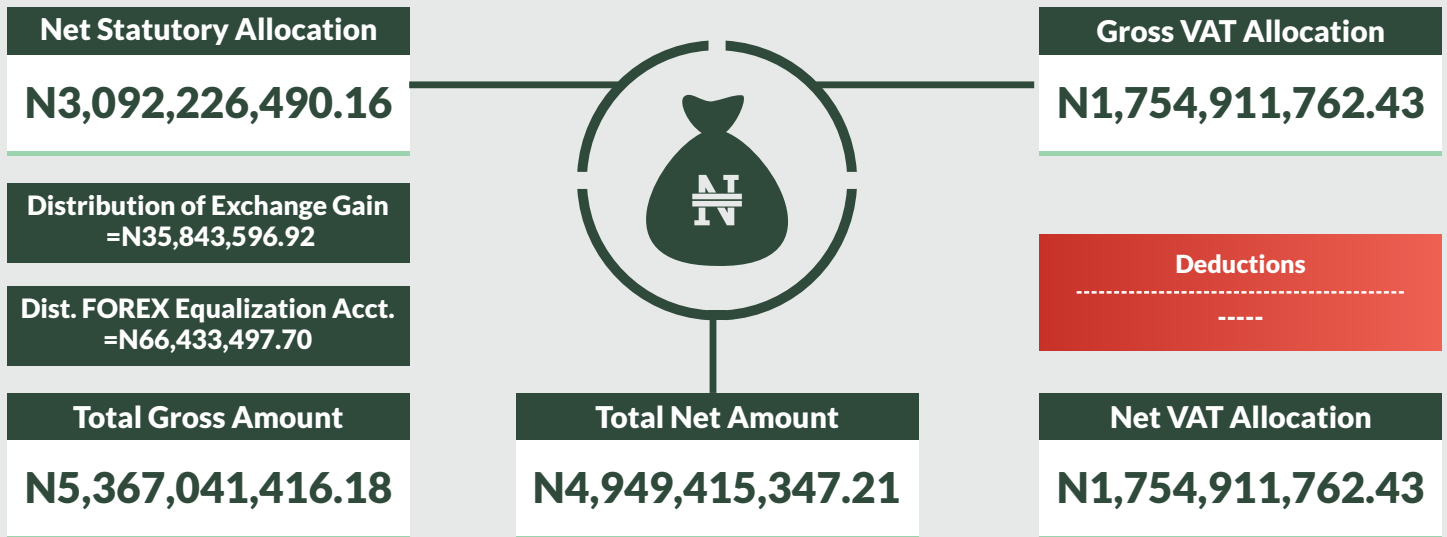 Net Statutory Allocation
N3,092,226,490.16
Distribution of Exchange Gain
=N35,843,596.92
Dist. FOREX Equalization Acct.
=N66,433,497.70
Total Gross Amount
N5,367,041,416.18
₦
Total Net Amount
N4,949,415,347.21
Gross VAT Allocation
N1,754,911,762.43
Deductions
--------------------------------------------
-----
Net VAT Allocation
N1,754,911,762.43